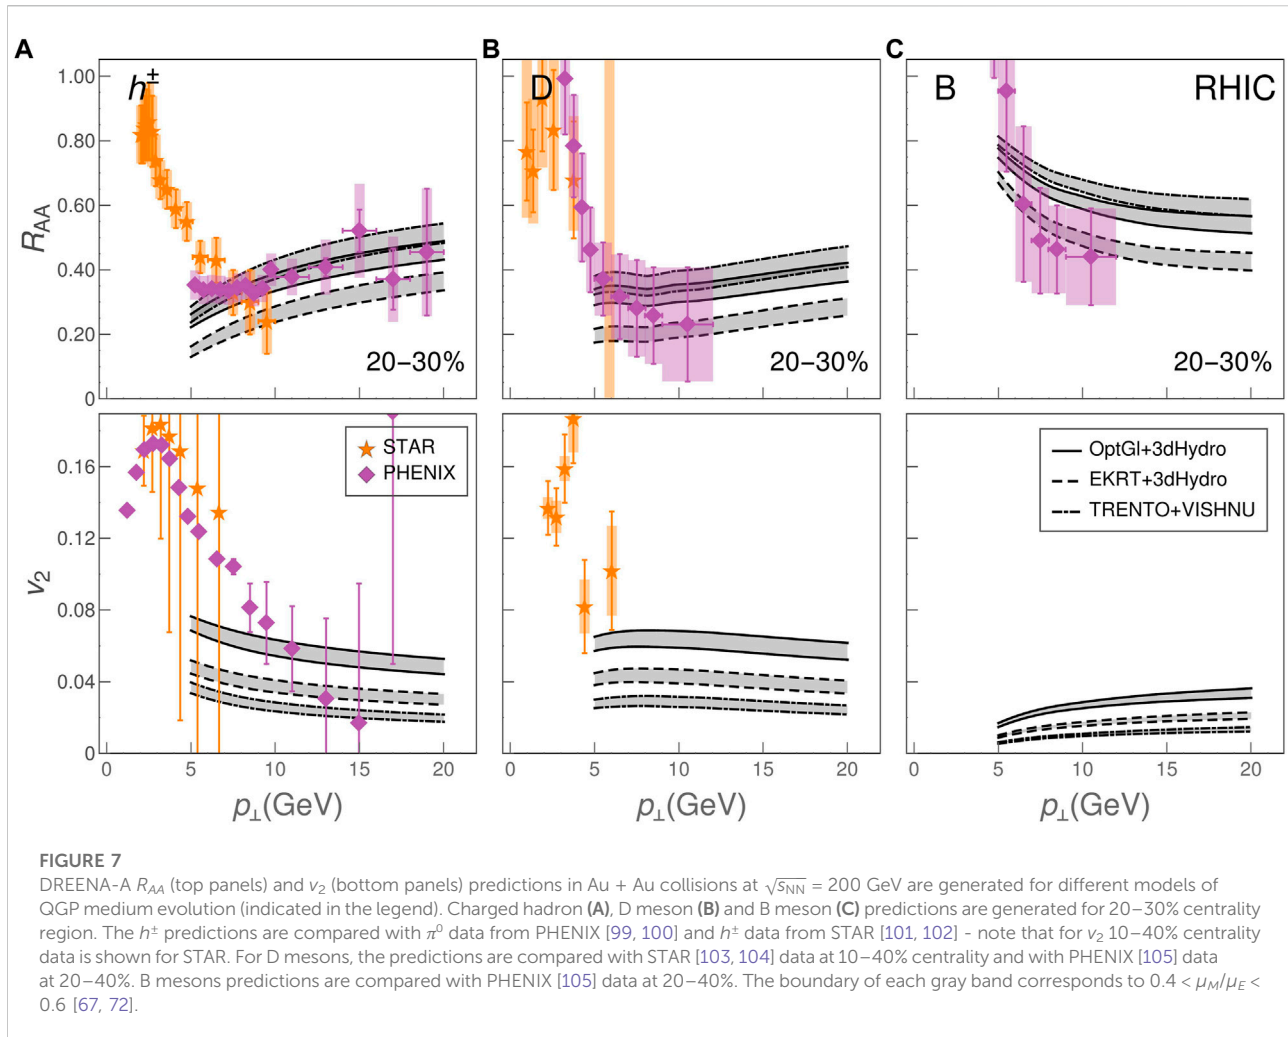 A
B
C
h±
D
B
RHIC
1.00
0.80
0.60
0.40
0.20
0
R_AA
20–30%
20–30%
20–30%
STAR
PHENIX
OptGl+3dHydro
EKRT+3dHydro
TRENTO+VISHNU
0.16
0.12
0.08
0.04
0
v₂
0 5 10 15 20
0 5 10 15 20
0 5 10 15 20
p⊥(GeV)
p⊥(GeV)
p⊥(GeV)
FIGURE 7
DREENA-A R_AA (top panels) and v₂ (bottom panels) predictions in Au + Au collisions at √s_NN = 200 GeV are generated for different models of
QGP medium evolution (indicated in the legend). Charged hadron (A), D meson (B) and B meson (C) predictions are generated for 20–30% centrality
region. The h± predictions are compared with π⁰ data from PHENIX [99, 100] and h± data from STAR [101, 102] - note that for v₂ 10–40% centrality
data is shown for STAR. For D mesons, the predictions are compared with STAR [103, 104] data at 10–40% centrality and with PHENIX [105] data
at 20–40%. B mesons predictions are compared with PHENIX [105] data at 20–40%. The boundary of each gray band corresponds to 0.4 < μ_M/μ_E <
0.6 [67, 72].